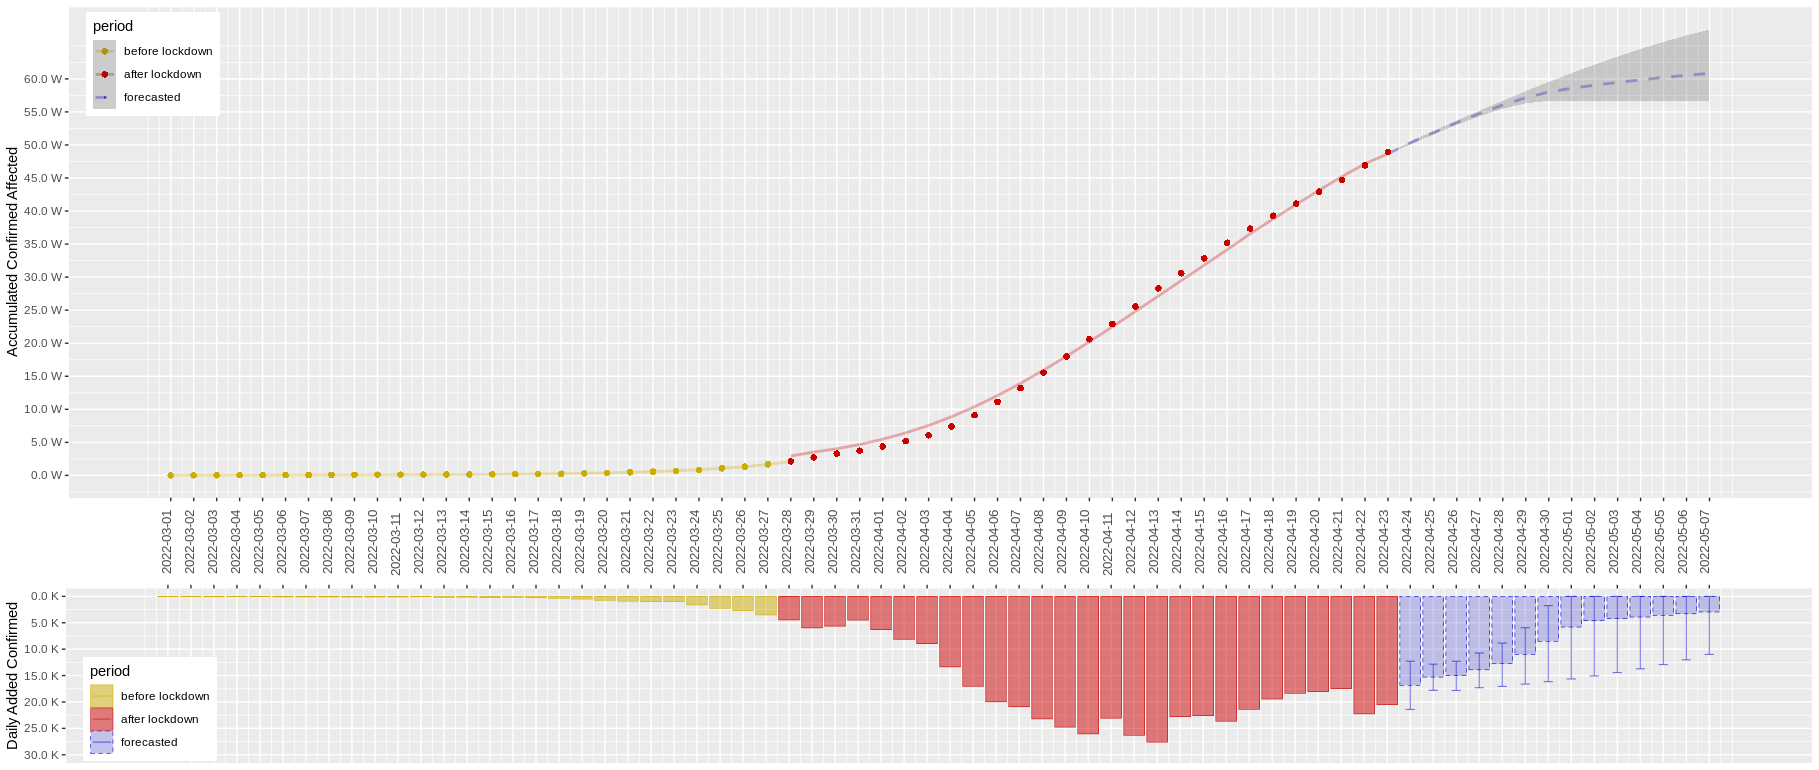 period
before lockdown
after lockdown
forecasted
Accumulated Confirmed Affected
60.0 W
55.0 W
50.0 W
45.0 W
40.0 W
35.0 W
30.0 W
25.0 W
20.0 W
15.0 W
10.0 W
5.0 W
0.0 W
2022-03-01
2022-03-02
2022-03-03
2022-03-04
2022-03-05
2022-03-06
2022-03-07
2022-03-08
2022-03-09
2022-03-10
2022-03-11
2022-03-12
2022-03-13
2022-03-14
2022-03-15
2022-03-16
2022-03-17
2022-03-18
2022-03-19
2022-03-20
2022-03-21
2022-03-22
2022-03-23
2022-03-24
2022-03-25
2022-03-26
2022-03-27
2022-03-28
2022-03-29
2022-03-30
2022-03-31
2022-04-01
2022-04-02
2022-04-03
2022-04-04
2022-04-05
2022-04-06
2022-04-07
2022-04-08
2022-04-09
2022-04-10
2022-04-11
2022-04-12
2022-04-13
2022-04-14
2022-04-15
2022-04-16
2022-04-17
2022-04-18
2022-04-19
2022-04-20
2022-04-21
2022-04-22
2022-04-23
2022-04-24
2022-04-25
2022-04-26
2022-04-27
2022-04-28
2022-04-29
2022-04-30
2022-05-01
2022-05-02
2022-05-03
2022-05-04
2022-05-05
2022-05-06
2022-05-07
Daily Added Confirmed
0.0 K
5.0 K
10.0 K
15.0 K
20.0 K
25.0 K
30.0 K
period
before lockdown
after lockdown
forecasted